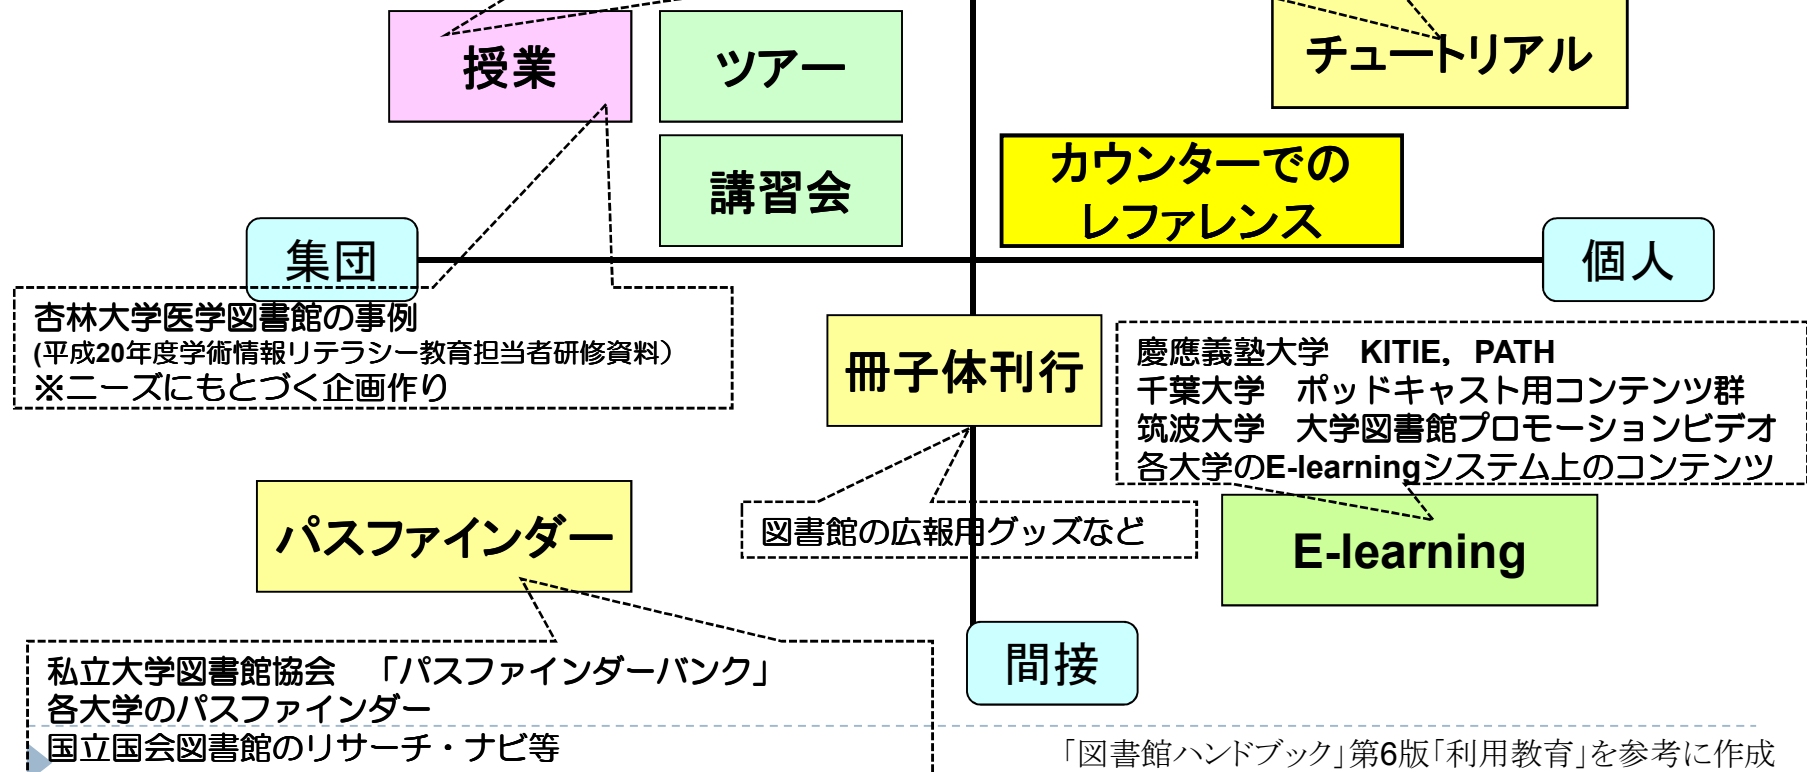 授業
ツアー
チュートリアル
講習会
カウンターでの
レファレンス
集団
個人
杏林大学医学図書館の事例
(平成20年度学術情報リテラシー教育担当者研修資料）
※ニーズにもとづく企画作り
冊子体刊行
慶應義塾大学　KITIE，PATH
千葉大学　ポッドキャスト用コンテンツ群
筑波大学　大学図書館プロモーションビデオ
各大学のE-learningシステム上のコンテンツ
パスファインダー
図書館の広報用グッズなど
E-learning
間接
私立大学図書館協会　「パスファインダーバンク」
各大学のパスファインダー
国立国会図書館のリサーチ・ナビ等
「図書館ハンドブック」第6版「利用教育」を参考に作成